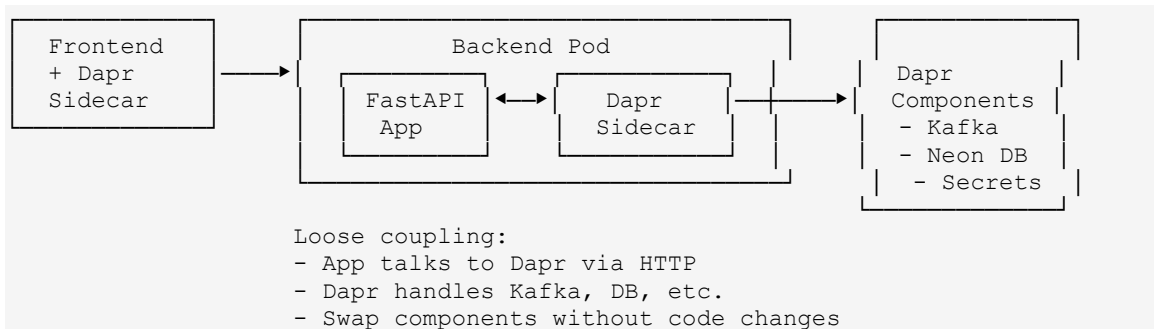 Frontend
+ Dapr
Sidecar
Backend Pod
FastAPI
App
Dapr
Sidecar
Dapr
Components
- Kafka
- Neon DB
- Secrets
Loose coupling:
- App talks to Dapr via HTTP
- Dapr handles Kafka, DB, etc.
- Swap components without code changes